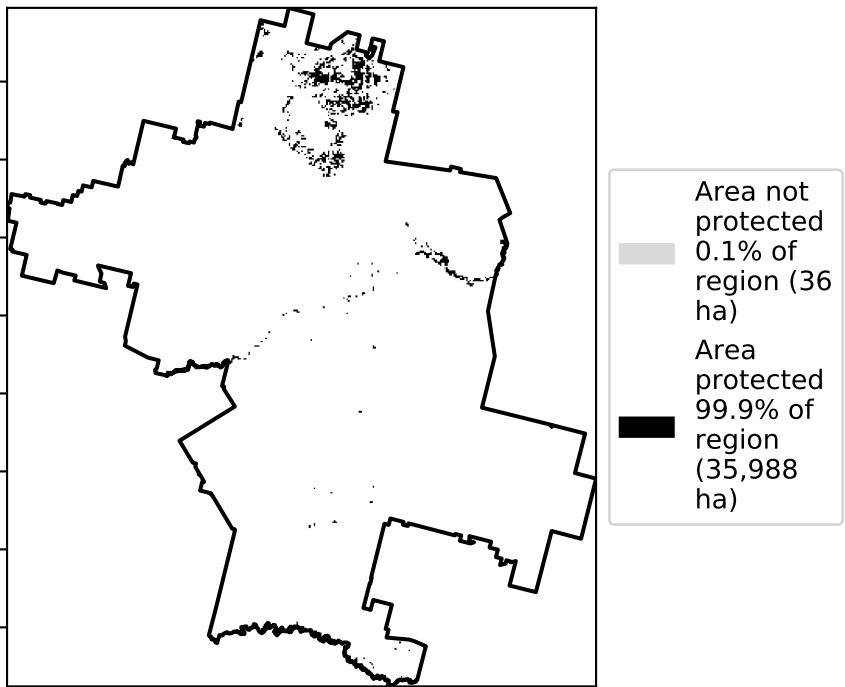 Area not
protected
0.1% of
region (36
ha)
Area
protected
99.9% of
region
(35,988
ha)